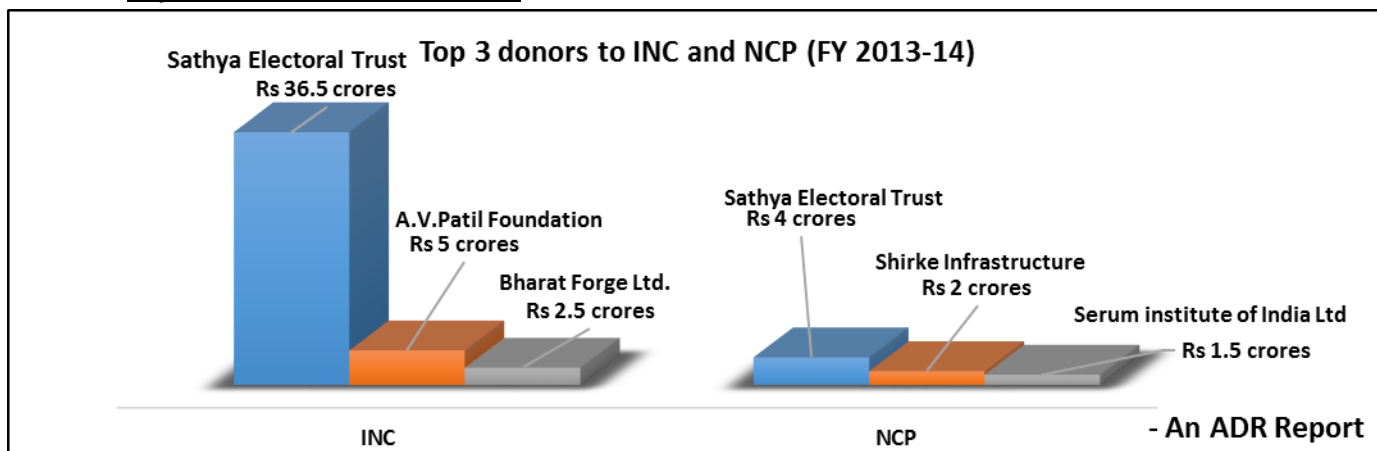 Top 3 donors to INC and NCP (FY 2013-14)
Sathya Electoral Trust
Rs 36.5 crores
A.V.Patil Foundation
Rs 5 crores
Bharat Forge Ltd.
Rs 2.5 crores
Sathya Electoral Trust
Rs 4 crores
Shirke Infrastructure
Rs 2 crores
Serum institute of India Ltd
Rs 1.5 crores
INC
NCP
- An ADR Report